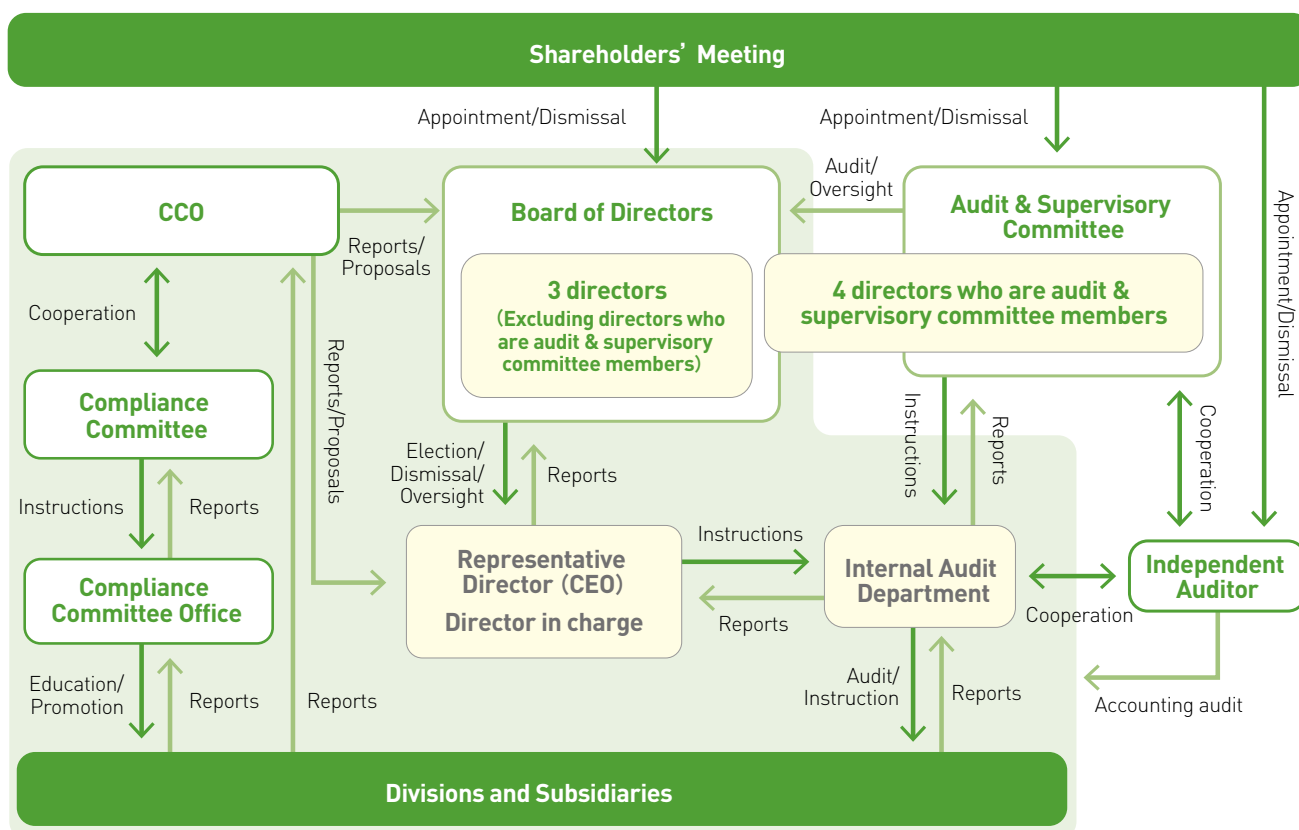 Shareholders’ Meeting
Appointment/Dismissal
Appointment/Dismissal
Appointment/Dismissal
CCO
Reports/
Proposals
Board of Directors
Audit/
Oversight
Audit & Supervisory
Committee
3 directors
(Excluding directors who
are audit & supervisory
committee members)
4 directors who are audit &
supervisory committee members
Cooperation
Reports/Proposals
Compliance
Committee
Election/
Dismissal/
Oversight
Reports
Instructions
Reports
Cooperation
Instructions
Reports
Compliance
Committee Office
Representative
Director (CEO)
Director in charge
Instructions
Reports
Internal Audit
Department
Cooperation
Independent
Auditor
Education/
Promotion
Reports
Reports
Audit/
Instruction
Reports
Accounting audit
Divisions and Subsidiaries